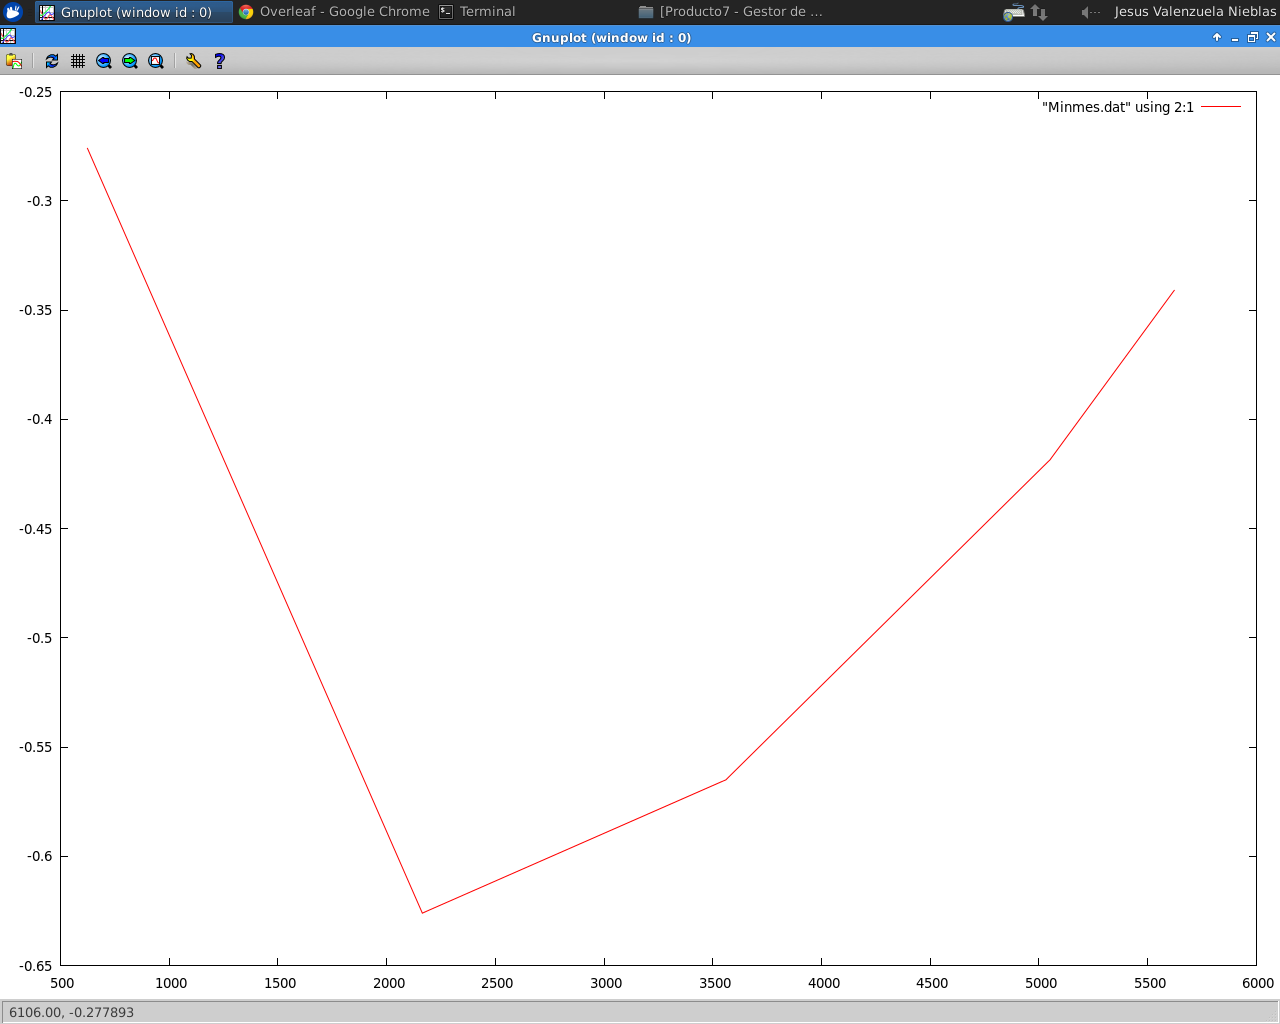 Gnuplot (window id : 0) Overleaf - Google Chrome Terminal [Producto7 - Gestor de ... Jesus Valenzuela Nieblas
Gnuplot (window id : 0)
?
"Minmes.dat" using 2:1
-0.25
-0.3
-0.35
-0.4
-0.45
-0.5
-0.55
-0.6
-0.65
500 1000 1500 2000 2500 3000 3500 4000 4500 5000 5500 6000
6106.00, -0.277893